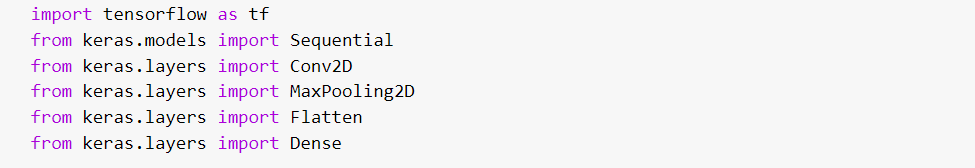 import tensorflow as tf
from keras.models import Sequential
from keras.layers import Conv2D
from keras.layers import MaxPooling2D
from keras.layers import Flatten
from keras.layers import Dense